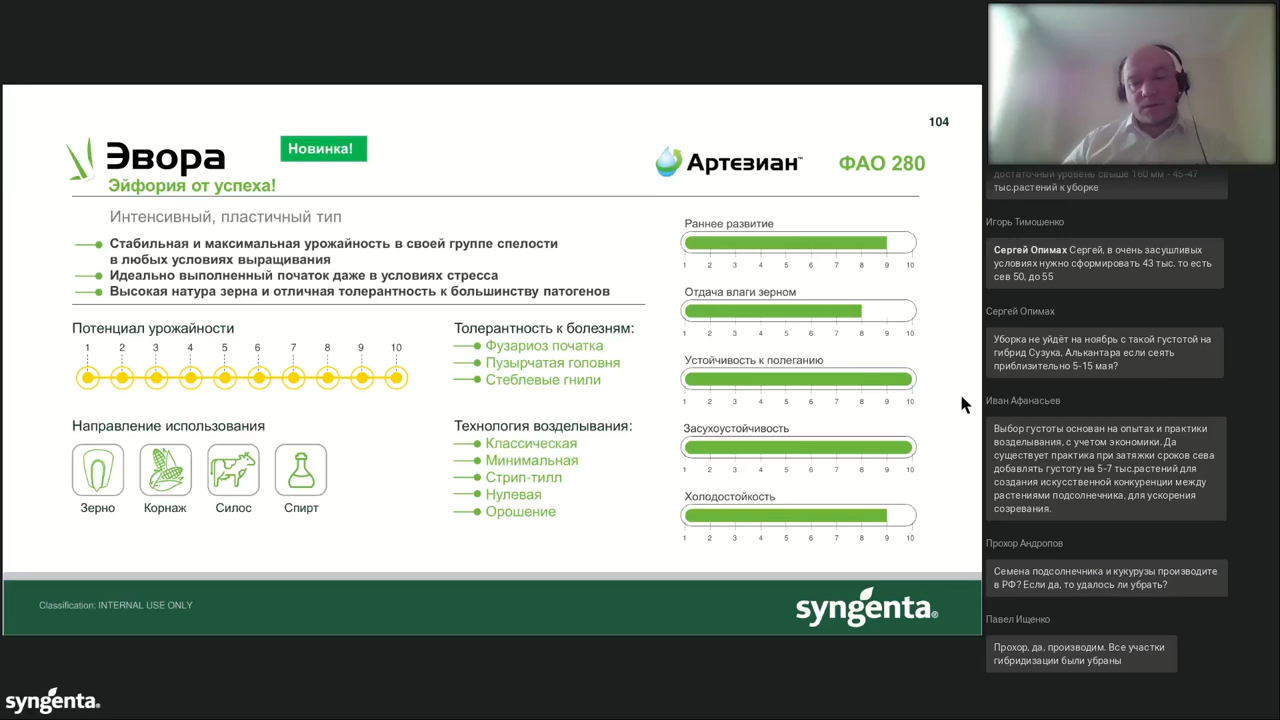 104
Эвора
Новинка!
Эйфория от успеха!
Артезиан™
ФАО 280
Интенсивный, пластичный тип
Стабильная и максимальная урожайность в своей группе спелости
в любых условиях выращивания
Идеально выполненный початок даже в условиях стресса
Высокая натура зерна и отличная толерантность к большинству патогенов
Потенциал урожайности
1 2 3 4 5 6 7 8 9 10
Направление использования
Зерно Корнаж Силос Спирт
Толерантность к болезням:
Фузариоз початка
Пузырчатая головня
Стеблевые гнили
Технология возделывания:
Классическая
Минимальная
Стрип-тилл
Нулевая
Орошение
Раннее развитие
1 2 3 4 5 6 7 8 9 10
Отдача влаги зерном
1 2 3 4 5 6 7 8 9 10
Устойчивость к полеганию
1 2 3 4 5 6 7 8 9 10
Засухоустойчивость
1 2 3 4 5 6 7 8 9 10
Холодостойкость
1 2 3 4 5 6 7 8 9 10
Classification: INTERNAL USE ONLY
syngenta®
syngenta®
достаточный уровень свыше 160 мм - 45-47
тыс.растений к уборке
Игорь Тимошенко
Сергей Опимах Сергей, в очень засушливых
условиях нужно сформировать 43 тыс. то есть
сев 50, до 55
Сергей Опимах
Уборка не уйдёт на ноябрь с такой густотой на
гибрид Сузука, Алькантара если сеять
приблизительно 5-15 мая?
Иван Афанасьев
Выбор густоты основан на опытах и практики
возделывания, с учетом экономики. Да
существует практика при затяжки сроков сева
добавлять густоту на 5-7 тыс.растений для
создания искусственной конкуренции между
растениями подсолнечника, для ускорения
созревания.
Прохор Андропов
Семена подсолнечника и кукурузы производите
в РФ? Если да, то удалось ли убрать?
Павел Ищенко
Прохор, да, производим. Все участки
гибридизации были убраны